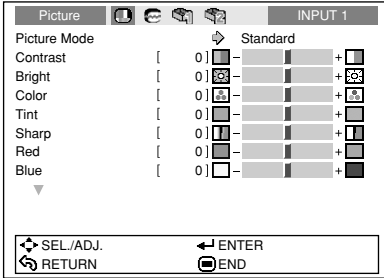 Picture INPUT 1
Picture Mode Standard
Contrast [ 0 ] - +
Bright [ 0 ] - +
Color [ 0 ] - +
Tint [ 0 ] - +
Sharp [ 0 ] - +
Red [ 0 ] - +
Blue [ 0 ] - +
SEL./ADJ. ENTER
RETURN END